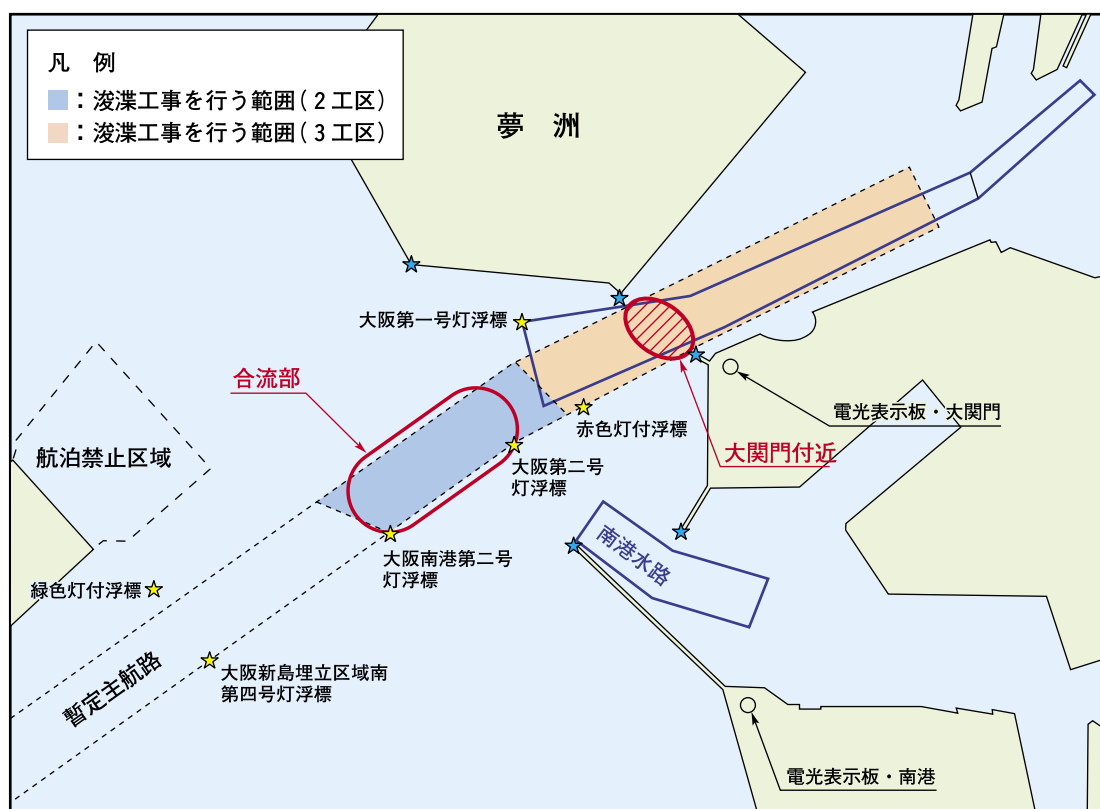 凡 例
：浚渫工事を行う範囲(２工区)
：浚渫工事を行う範囲(３工区)
夢 洲
大阪第一号灯浮標
合流部
電光表示板・大関門
赤色灯付浮標
大関門付近
航泊禁止区域
大阪第二号
灯浮標
南港水路
大阪南港第二号
灯浮標
緑色灯付浮標
大阪新島埋立区域南
第四号灯浮標
暫定主航路
電光表示板・南港